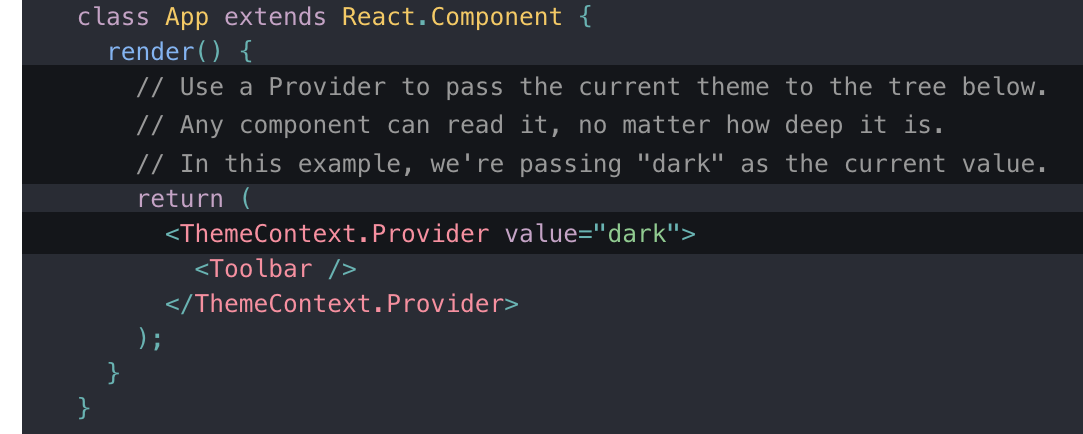 class App extends React.Component {
render() {
// Use a Provider to pass the current theme to the tree below.
// Any component can read it, no matter how deep it is.
// In this example, we're passing "dark" as the current value.
return (
<ThemeContext.Provider value="dark">
<Toolbar />
</ThemeContext.Provider>
);
}
}